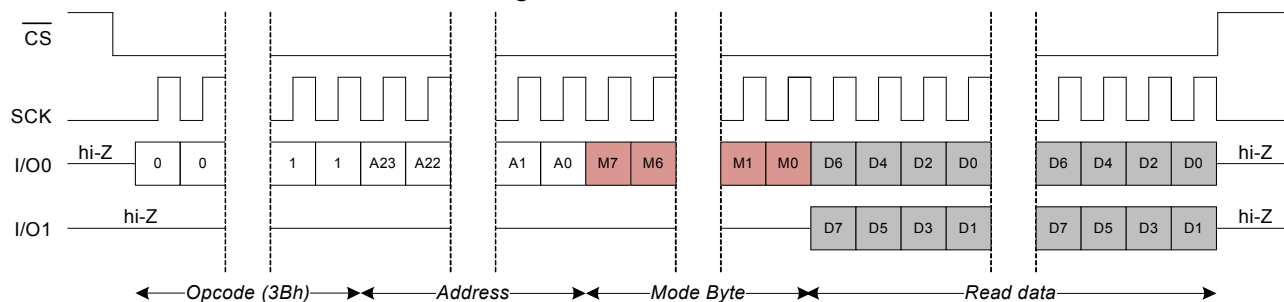 g
CS
SCK
I/O0 hi-Z 0 0 1 1 A23 A22 A1 A0 M7 M6 M1 M0 D6 D4 D2 D0 D6 D4 D2 D0 hi-Z
hi-Z
I/O1 D7 D5 D3 D1 D7 D5 D3 D1 hi-Z
Opcode (3Bh) Address Mode Byte Read data